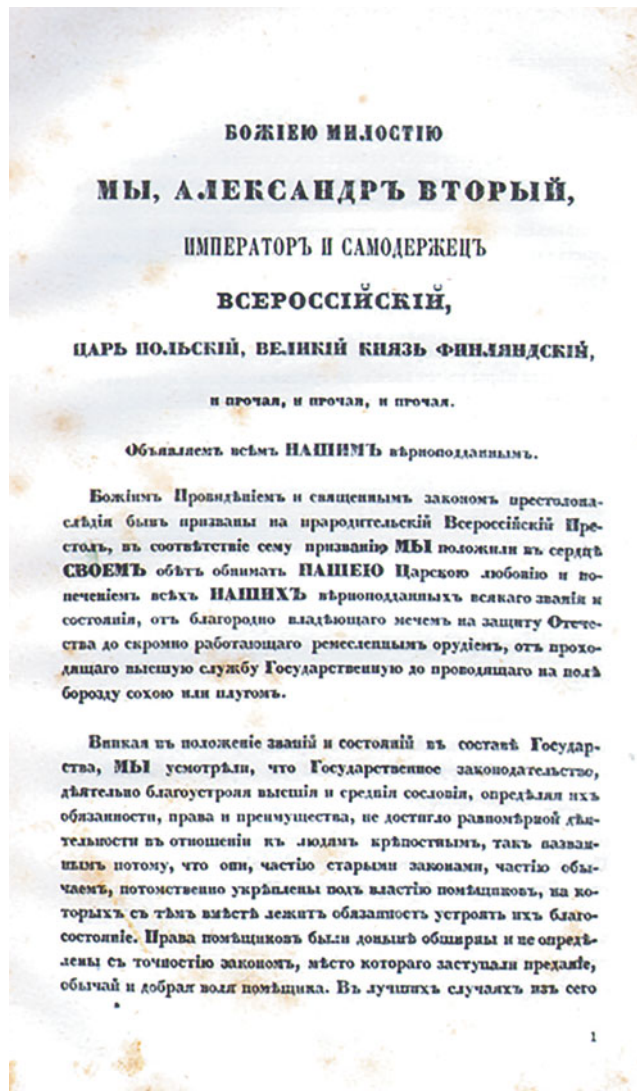 БОЖІЕЮ МИЛОСТІЮ
МЫ, АЛЕКСАНДРЪ ВТОРЫЙ,
ИМПЕРАТОРЪ И САМОДЕРЖЕЦЪ
ВСЕРОССІЙСКІЙ,
ЦАРЬ ПОЛЬСКІЙ, ВЕЛИКІЙ КНЯЗЬ ФИНЛЯНДСКІЙ,
и прочая, и прочая, и прочая.
Объявляемъ всѣмъ НАШИМЪ вѣрноподданнымъ.
Божіимъ Провидѣніемъ и священнымъ закономъ престолона-
слѣдія бывъ призваны на прародительскій Всероссійскій Пре-
столъ, въ соотвѣтствіе сему призванію МЫ положили въ сердцѣ
СВОЕМЪ обѣтъ обнимать НАШЕЮ Царскою любовію и по-
печеніемъ всѣхъ НАШИХЪ вѣрноподданныхъ всякаго званія и
состоянія, отъ благородно владѣющаго мечемъ на защиту Отече-
ства до скромно работающаго ремесленнымъ орудіемъ, отъ прохо-
дящаго высшую службу Государственную до проводящаго на полѣ
борозду сохою или плугомъ.
Вникая въ положеніе званій и состояній въ составѣ Государ-
ства, МЫ усмотрѣли, что Государственное законодательство,
дѣятельно благоустрояя высшія и среднія сословія, опредѣляя ихъ
обязанности, права и преимущества, не достигло равномѣрной дѣя-
тельности въ отношеніи къ людямъ крѣпостнымъ, такъ назван-
нымъ потому, что они, частію старыми законами, частію обы-
чаемъ, потомственно укрѣплены подъ властію помѣщиковъ, на ко-
торыхъ съ тѣмъ вмѣстѣ лежитъ обязанность устроять ихъ благо-
состояніе. Права помѣщиковъ были донынѣ обширны и не опредѣ-
лены съ точностію закономъ, мѣсто котораго заступали преданіе,
обычай и добрая воля помѣщика. Въ лучшихъ случаяхъ изъ сего
*
1